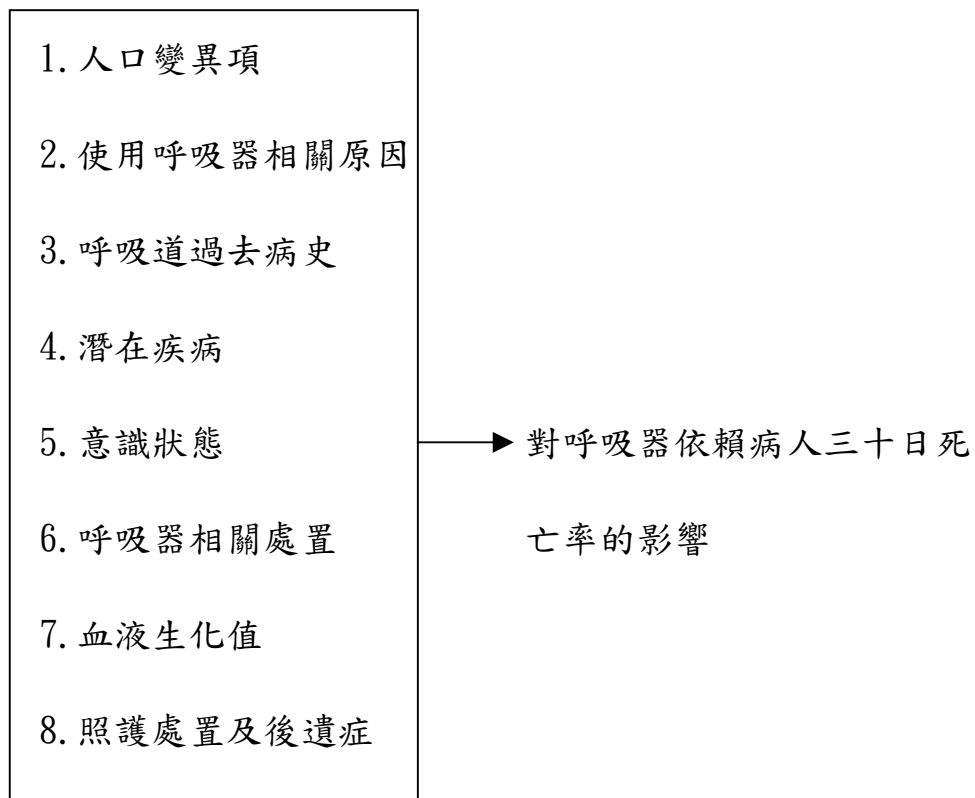 1. 人口變異項
2. 使用呼吸器相關原因
3. 呼吸道過去病史
4. 潛在疾病
5. 意識狀態
6. 呼吸器相關處置
7. 血液生化值
8. 照護處置及後遺症
對呼吸器依賴病人三十日死
亡率的影響